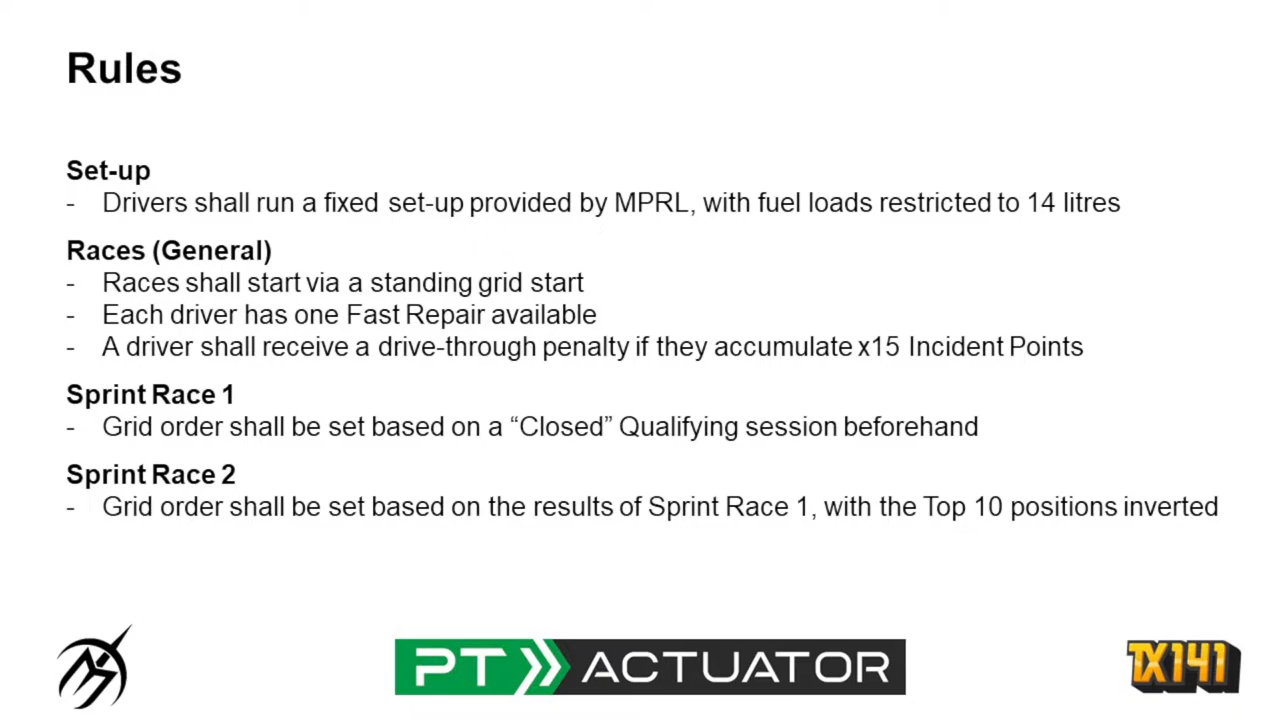 Rules
Set-up
- Drivers shall run a fixed set-up provided by MPRL, with fuel loads restricted to 14 litres
Races (General)
- Races shall start via a standing grid start
- Each driver has one Fast Repair available
- A driver shall receive a drive-through penalty if they accumulate x15 Incident Points
Sprint Race 1
- Grid order shall be set based on a “Closed” Qualifying session beforehand
Sprint Race 2
- Grid order shall be set based on the results of Sprint Race 1, with the Top 10 positions inverted
PT ACTUATOR
TX141